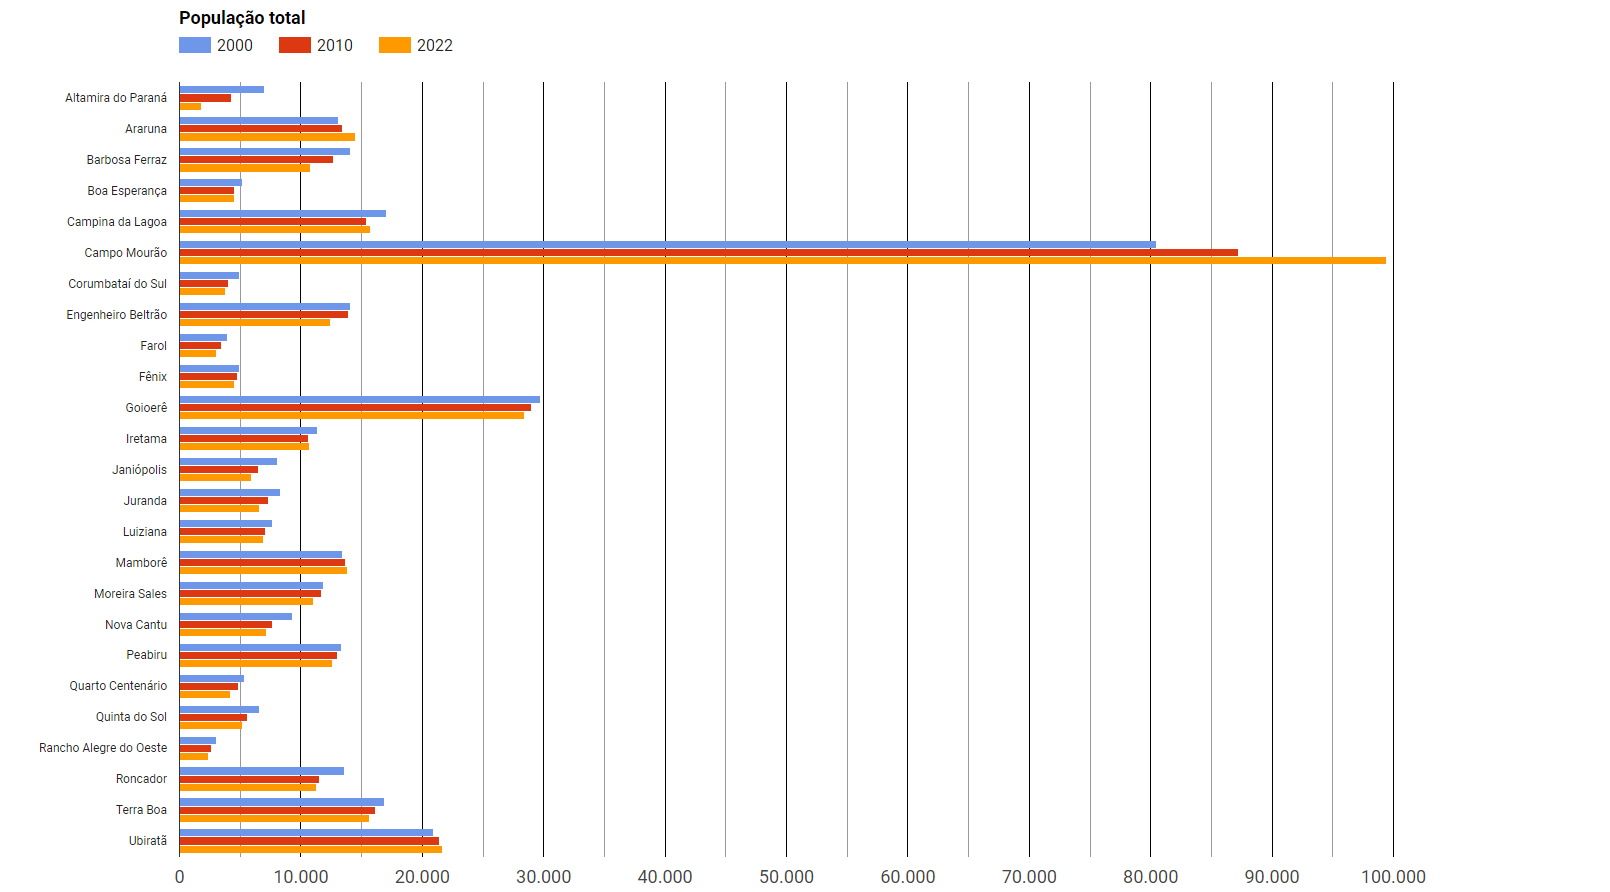 População total
2000 2010 2022
Altamira do Paraná
Araruna
Barbosa Ferraz
Boa Esperança
Campina da Lagoa
Campo Mourão
Corumbataí do Sul
Engenheiro Beltrão
Farol
Fênix
Goioerê
Iretama
Janiópolis
Juranda
Luiziana
Mamborê
Moreira Sales
Nova Cantu
Peabiru
Quarto Centenário
Quinta do Sol
Rancho Alegre do Oeste
Roncador
Terra Boa
Ubiratã
0 10.000 20.000 30.000 40.000 50.000 60.000 70.000 80.000 90.000 100.000